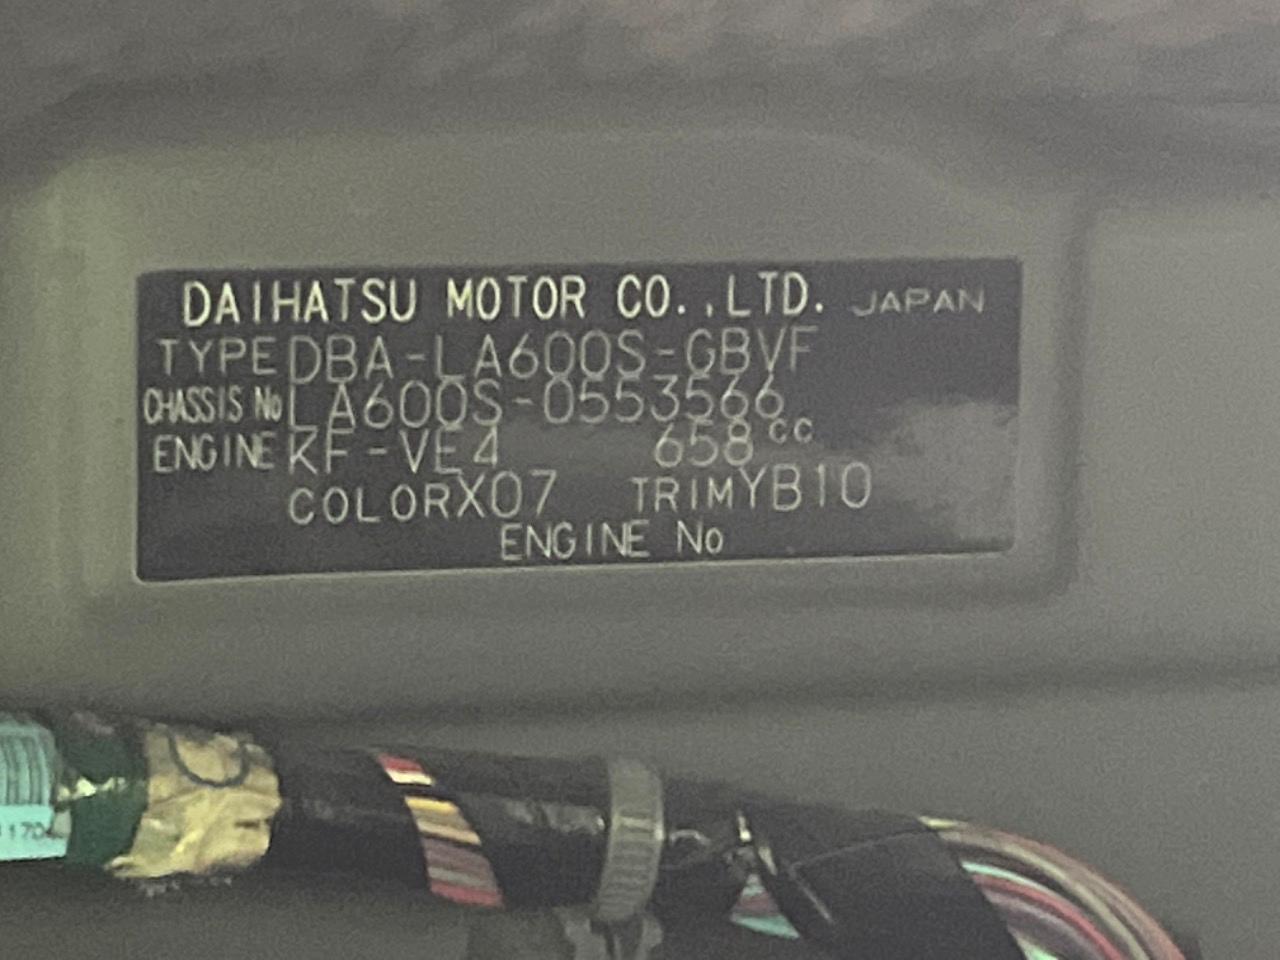 DAIHATSU MOTOR CO.,LTD. JAPAN
TYPE DBA-LA600S-GBVF
CHASSIS No LA600S-0553566
ENGINE KF-VE4 658cc
COLOR X07 TRIM YB10
ENGINE No
170